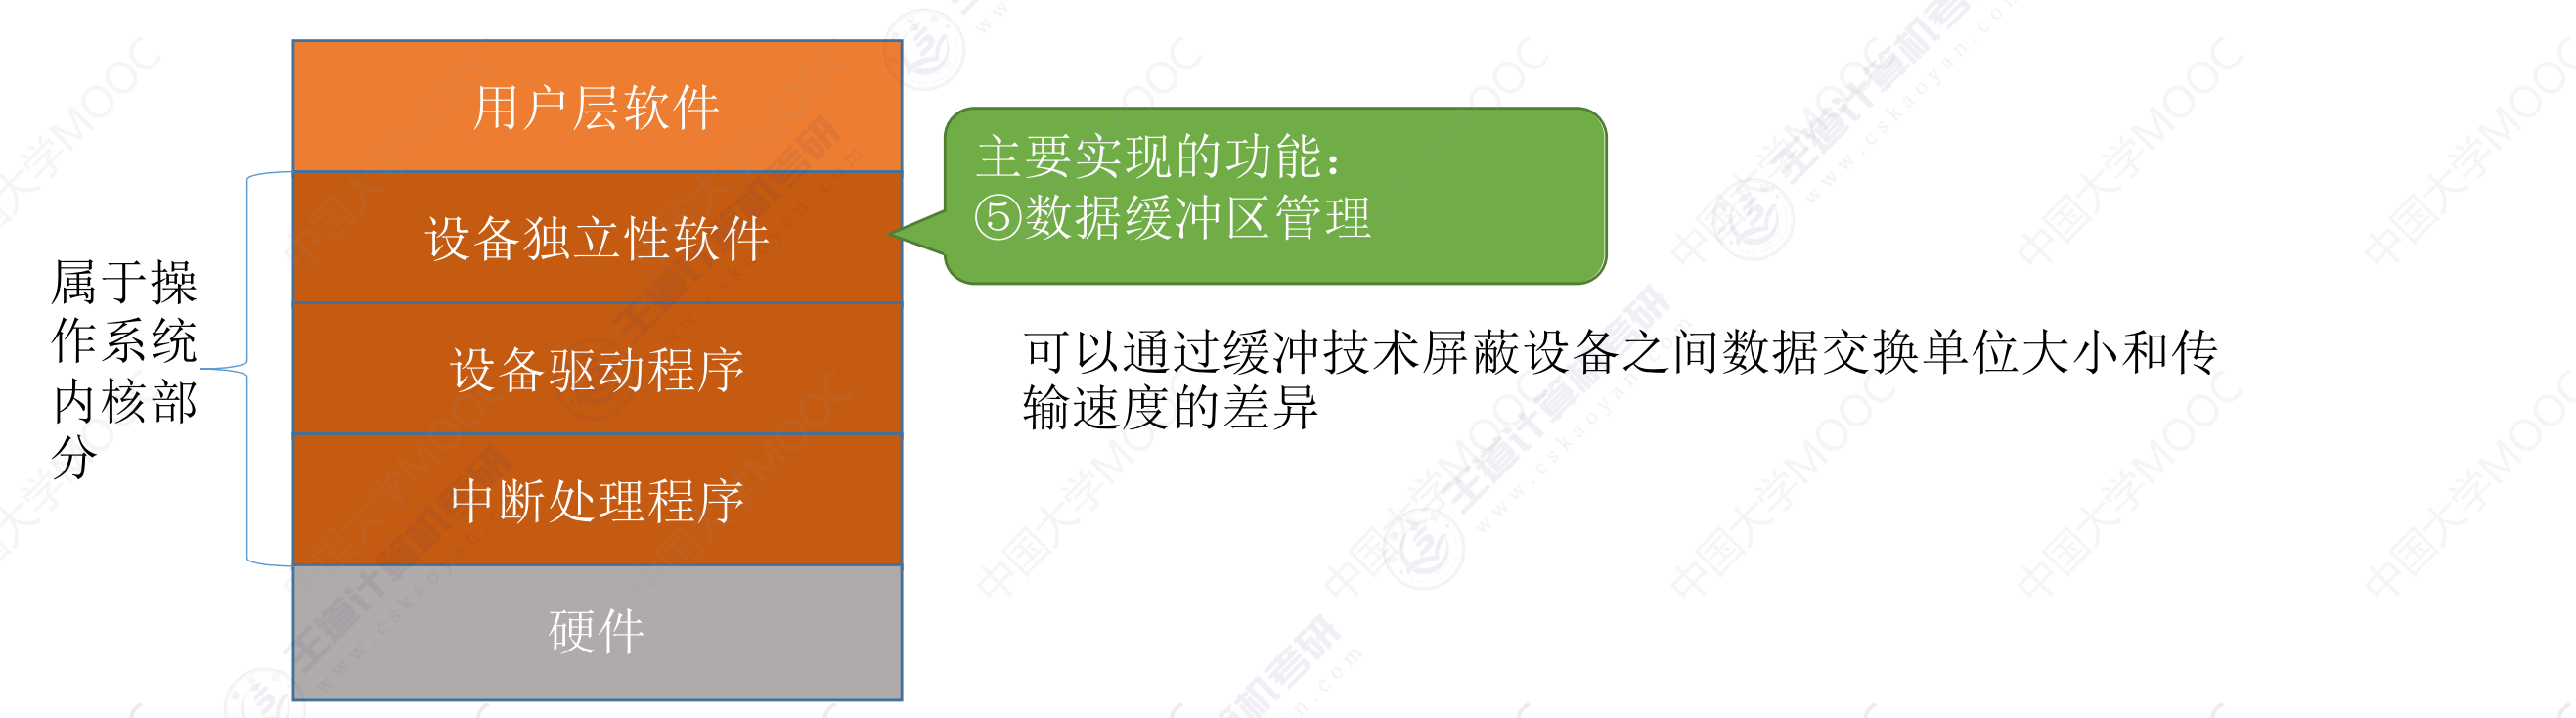 用户层软件
设备独立性软件
设备驱动程序
中断处理程序
硬件
属于操
作系统
内核部
分
主要实现的功能：
⑤数据缓冲区管理
可以通过缓冲技术屏蔽设备之间数据交换单位大小和传
输速度的差异
中国大学MOOC
王道计算机考研
www.cskaoyan.com